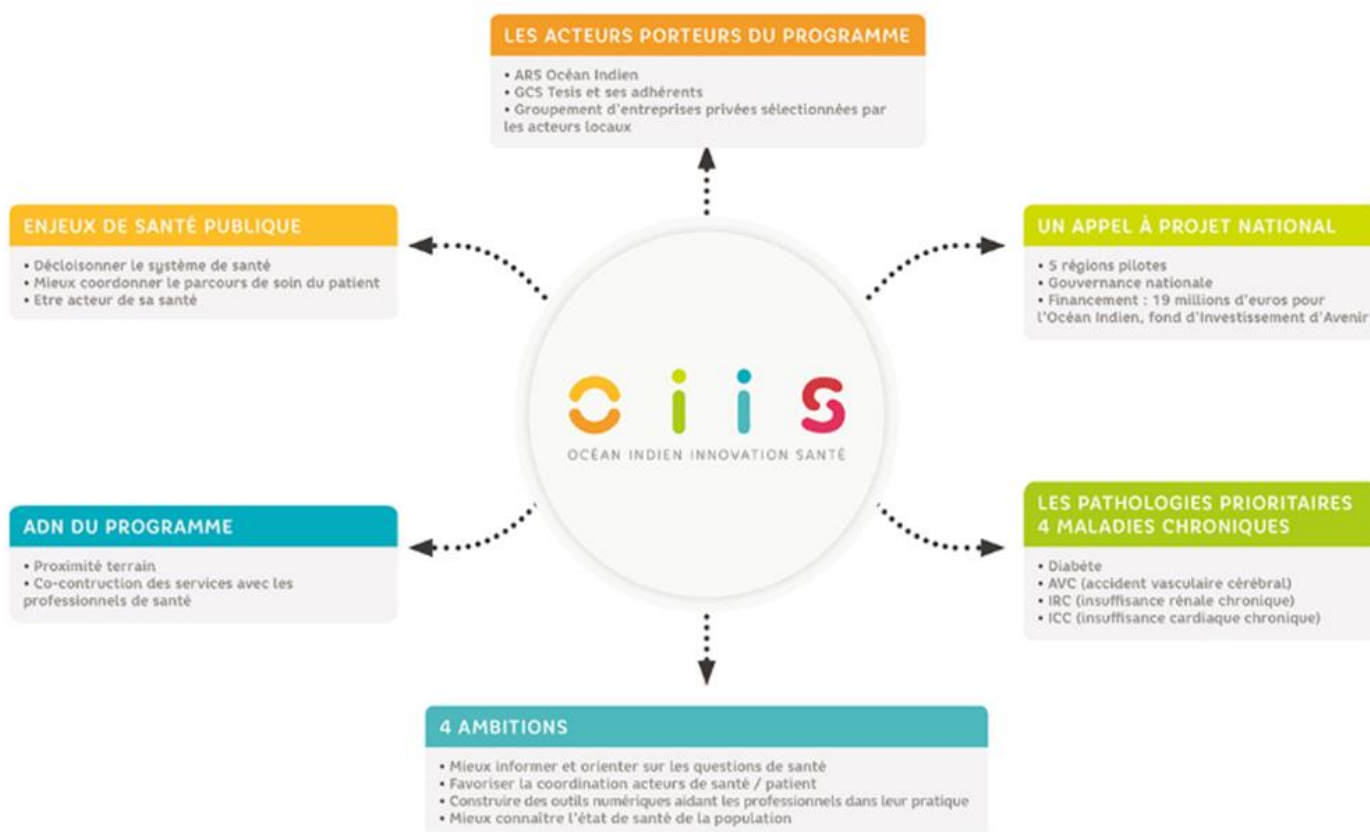 LES ACTEURS PORTEURS DU PROGRAMME
• ARS Océan Indien
• GCS Tesis et ses adhérents
• Groupement d'entreprises privées sélectionnées par
les acteurs locaux
ENJEUX DE SANTÉ PUBLIQUE
• Décloisonner le système de santé
• Mieux coordonner le parcours de soin du patient
• Etre acteur de sa santé
UN APPEL À PROJET NATIONAL
• 5 régions pilotes
• Gouvernance nationale
• Financement : 19 millions d'euros pour
l'Océan Indien, fond d'Investissement d'Avenir
oiis
OCÉAN INDIEN INNOVATION SANTÉ
ADN DU PROGRAMME
• Proximité terrain
• Co-contruction des services avec les
professionnels de santé
LES PATHOLOGIES PRIORITAIRES
4 MALADIES CHRONIQUES
• Diabéte
• AVC (accident vasculaire cérébral)
• IRC (insuffisance rénale chronique)
• ICC (insuffisance cardiaque chronique)
4 AMBITIONS
• Mieux informer et orienter sur les questions de santé
• Favoriser la coordination acteurs de santé / patient
• Construire des outils numériques aidant les professionnels dans leur pratique
• Mieux connaître l'état de santé de la population